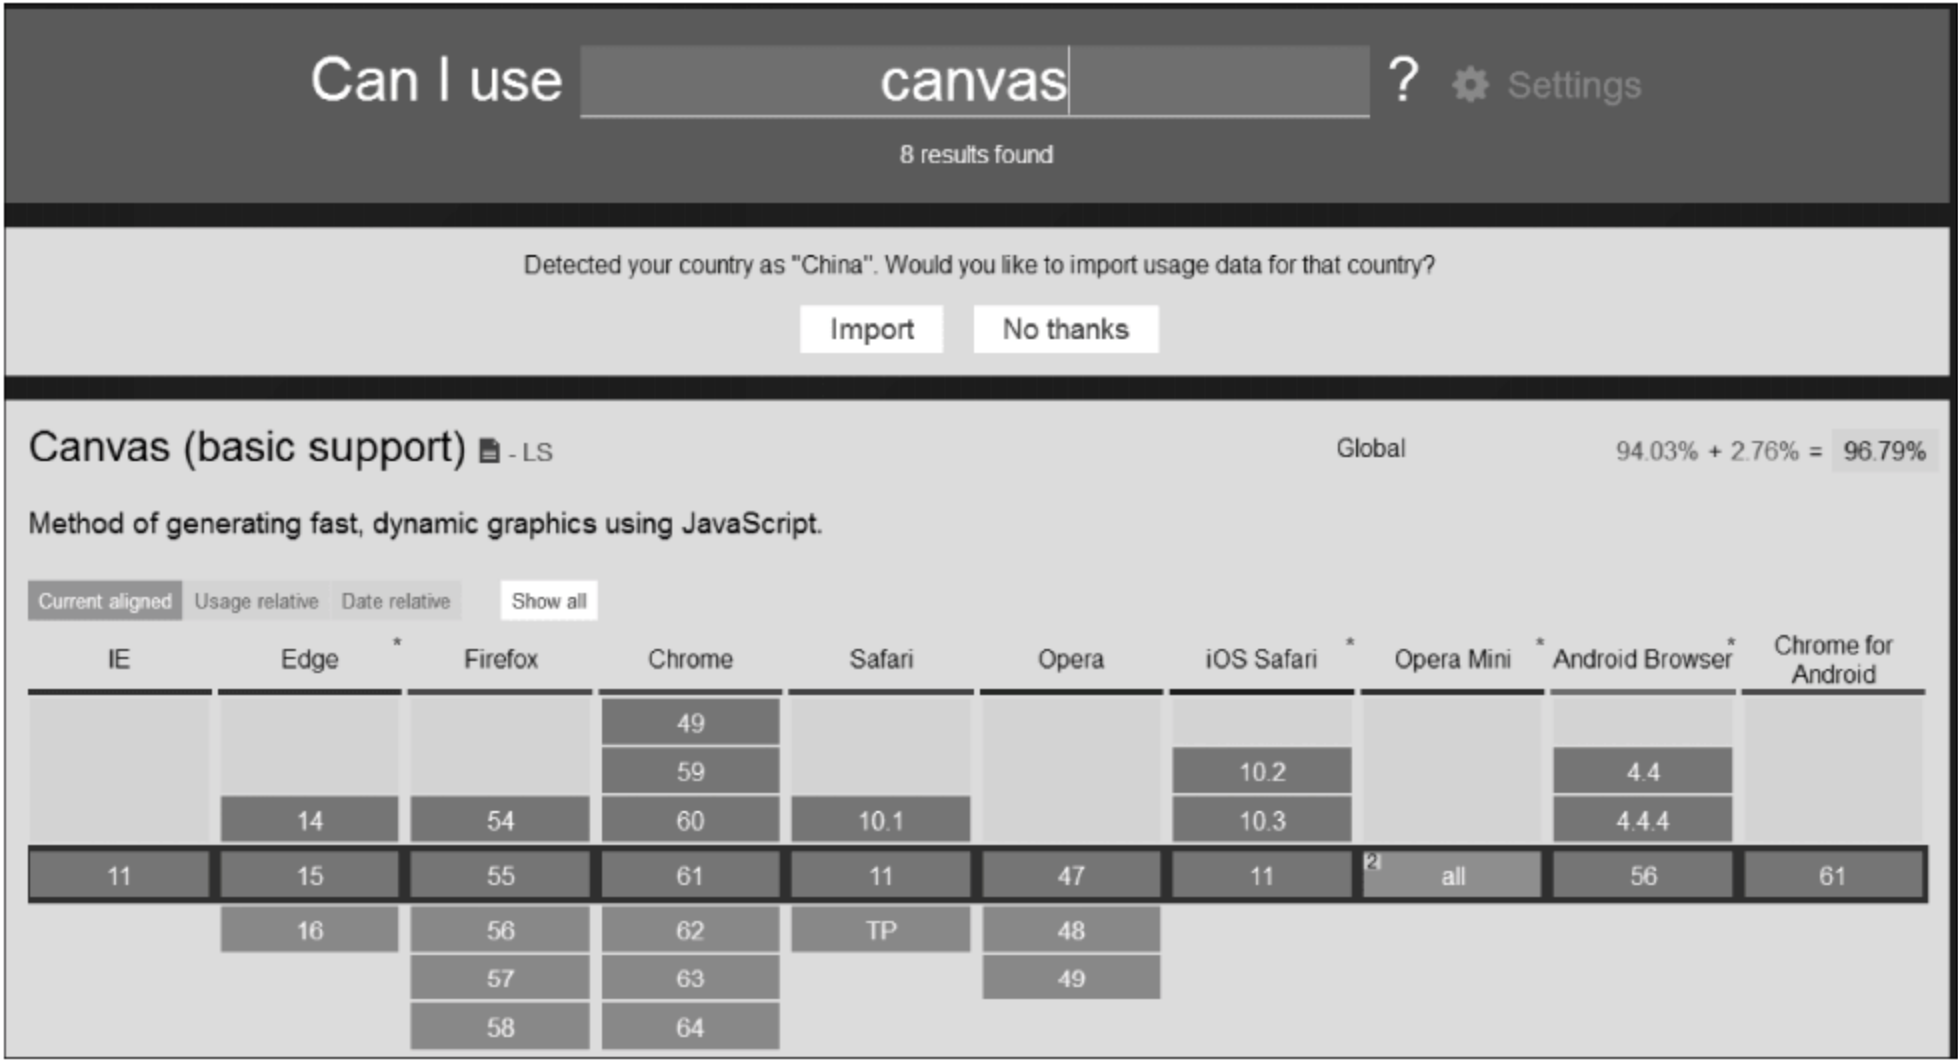 Can I use canvas ? Settings
8 results found
Detected your country as "China". Would you like to import usage data for that country?
Import No thanks
Canvas (basic support) - LS Global 94.03% + 2.76% = 96.79%
Method of generating fast, dynamic graphics using JavaScript.
Current aligned Usage relative Date relative Show all
IE Edge * Firefox Chrome Safari Opera iOS Safari * Opera Mini * Android Browser * Chrome for Android
49
59 10.2 4.4
14 54 60 10.1 10.3 4.4.4
11 15 55 61 11 47 11 2 all 56 61
16 56 62 TP 48
57 63 49
58 64